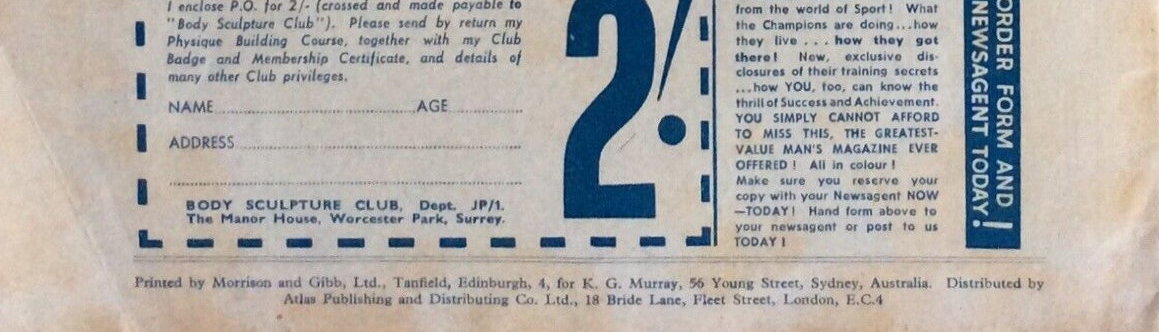 I enclose P.O. for 2/- (crossed and made payable to
"Body Sculpture Club"). Please send by return my
Physique Building Course, together with my Club
Badge and Membership Certificate, and details of
many other Club privileges.
NAME AGE
ADDRESS
BODY SCULPTURE CLUB, Dept. JP/1.
The Manor House, Worcester Park, Surrey.
2/-
from the world of Sport! What
the Champions are doing...how
they live ... how they got
there! New, exclusive dis-
closures of their training secrets
...how YOU, too, can know the
thrill of Success and Achievement.
YOU SIMPLY CANNOT AFFORD
TO MISS THIS, THE GREATEST-
VALUE MAN'S MAGAZINE EVER
OFFERED! All in colour!
Make sure you reserve your
copy with your Newsagent NOW
—TODAY! Hand form above to
your newsagent or post to us
TODAY!
ORDER FORM AND
NEWSAGENT TODAY!
Printed by Morrison and Gibb, Ltd., Tanfield, Edinburgh, 4, for K. G. Murray, 56 Young Street, Sydney, Australia. Distributed by
Atlas Publishing and Distributing Co. Ltd., 18 Bride Lane, Fleet Street, London, E.C.4